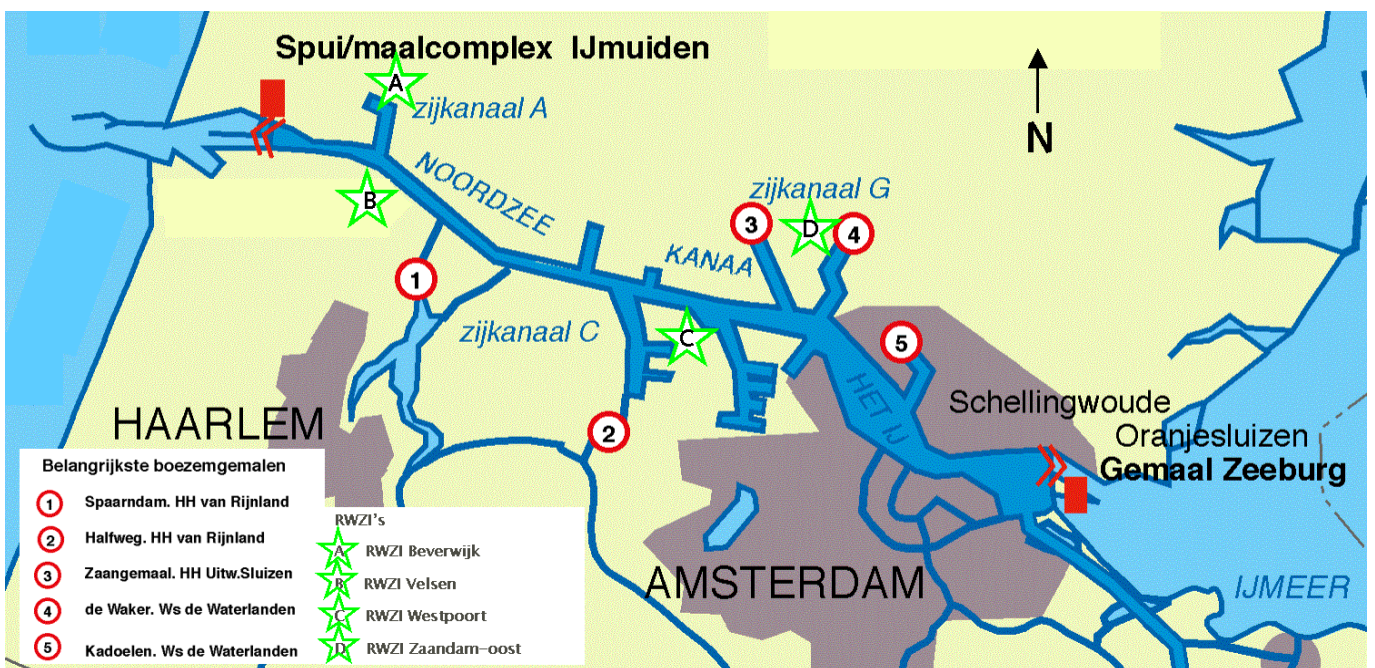 Spui/maalcomplex IJmuiden
A
zijkanaal A
N
B
NOORDZEE
zijkanaal G
3
D
4
KANAA
1
zijkanaal C
C
5
HET IJ
Schellingwoude
HAARLEM
2
Oranjesluizen
Gemaal Zeeburg
AMSTERDAM
IJMEER
Belangrijkste boezemgemalen
1 Spaarndam. HH van Rijnland
2 Halfweg. HH van Rijnland
3 Zaangemaal. HH Uitw.Sluizen
4 de Waker. Ws de Waterlanden
5 Kadoelen. Ws de Waterlanden
RWZI's
A RWZI Beverwijk
B RWZI Velsen
C RWZI Westpoort
D RWZI Zaandam-oost